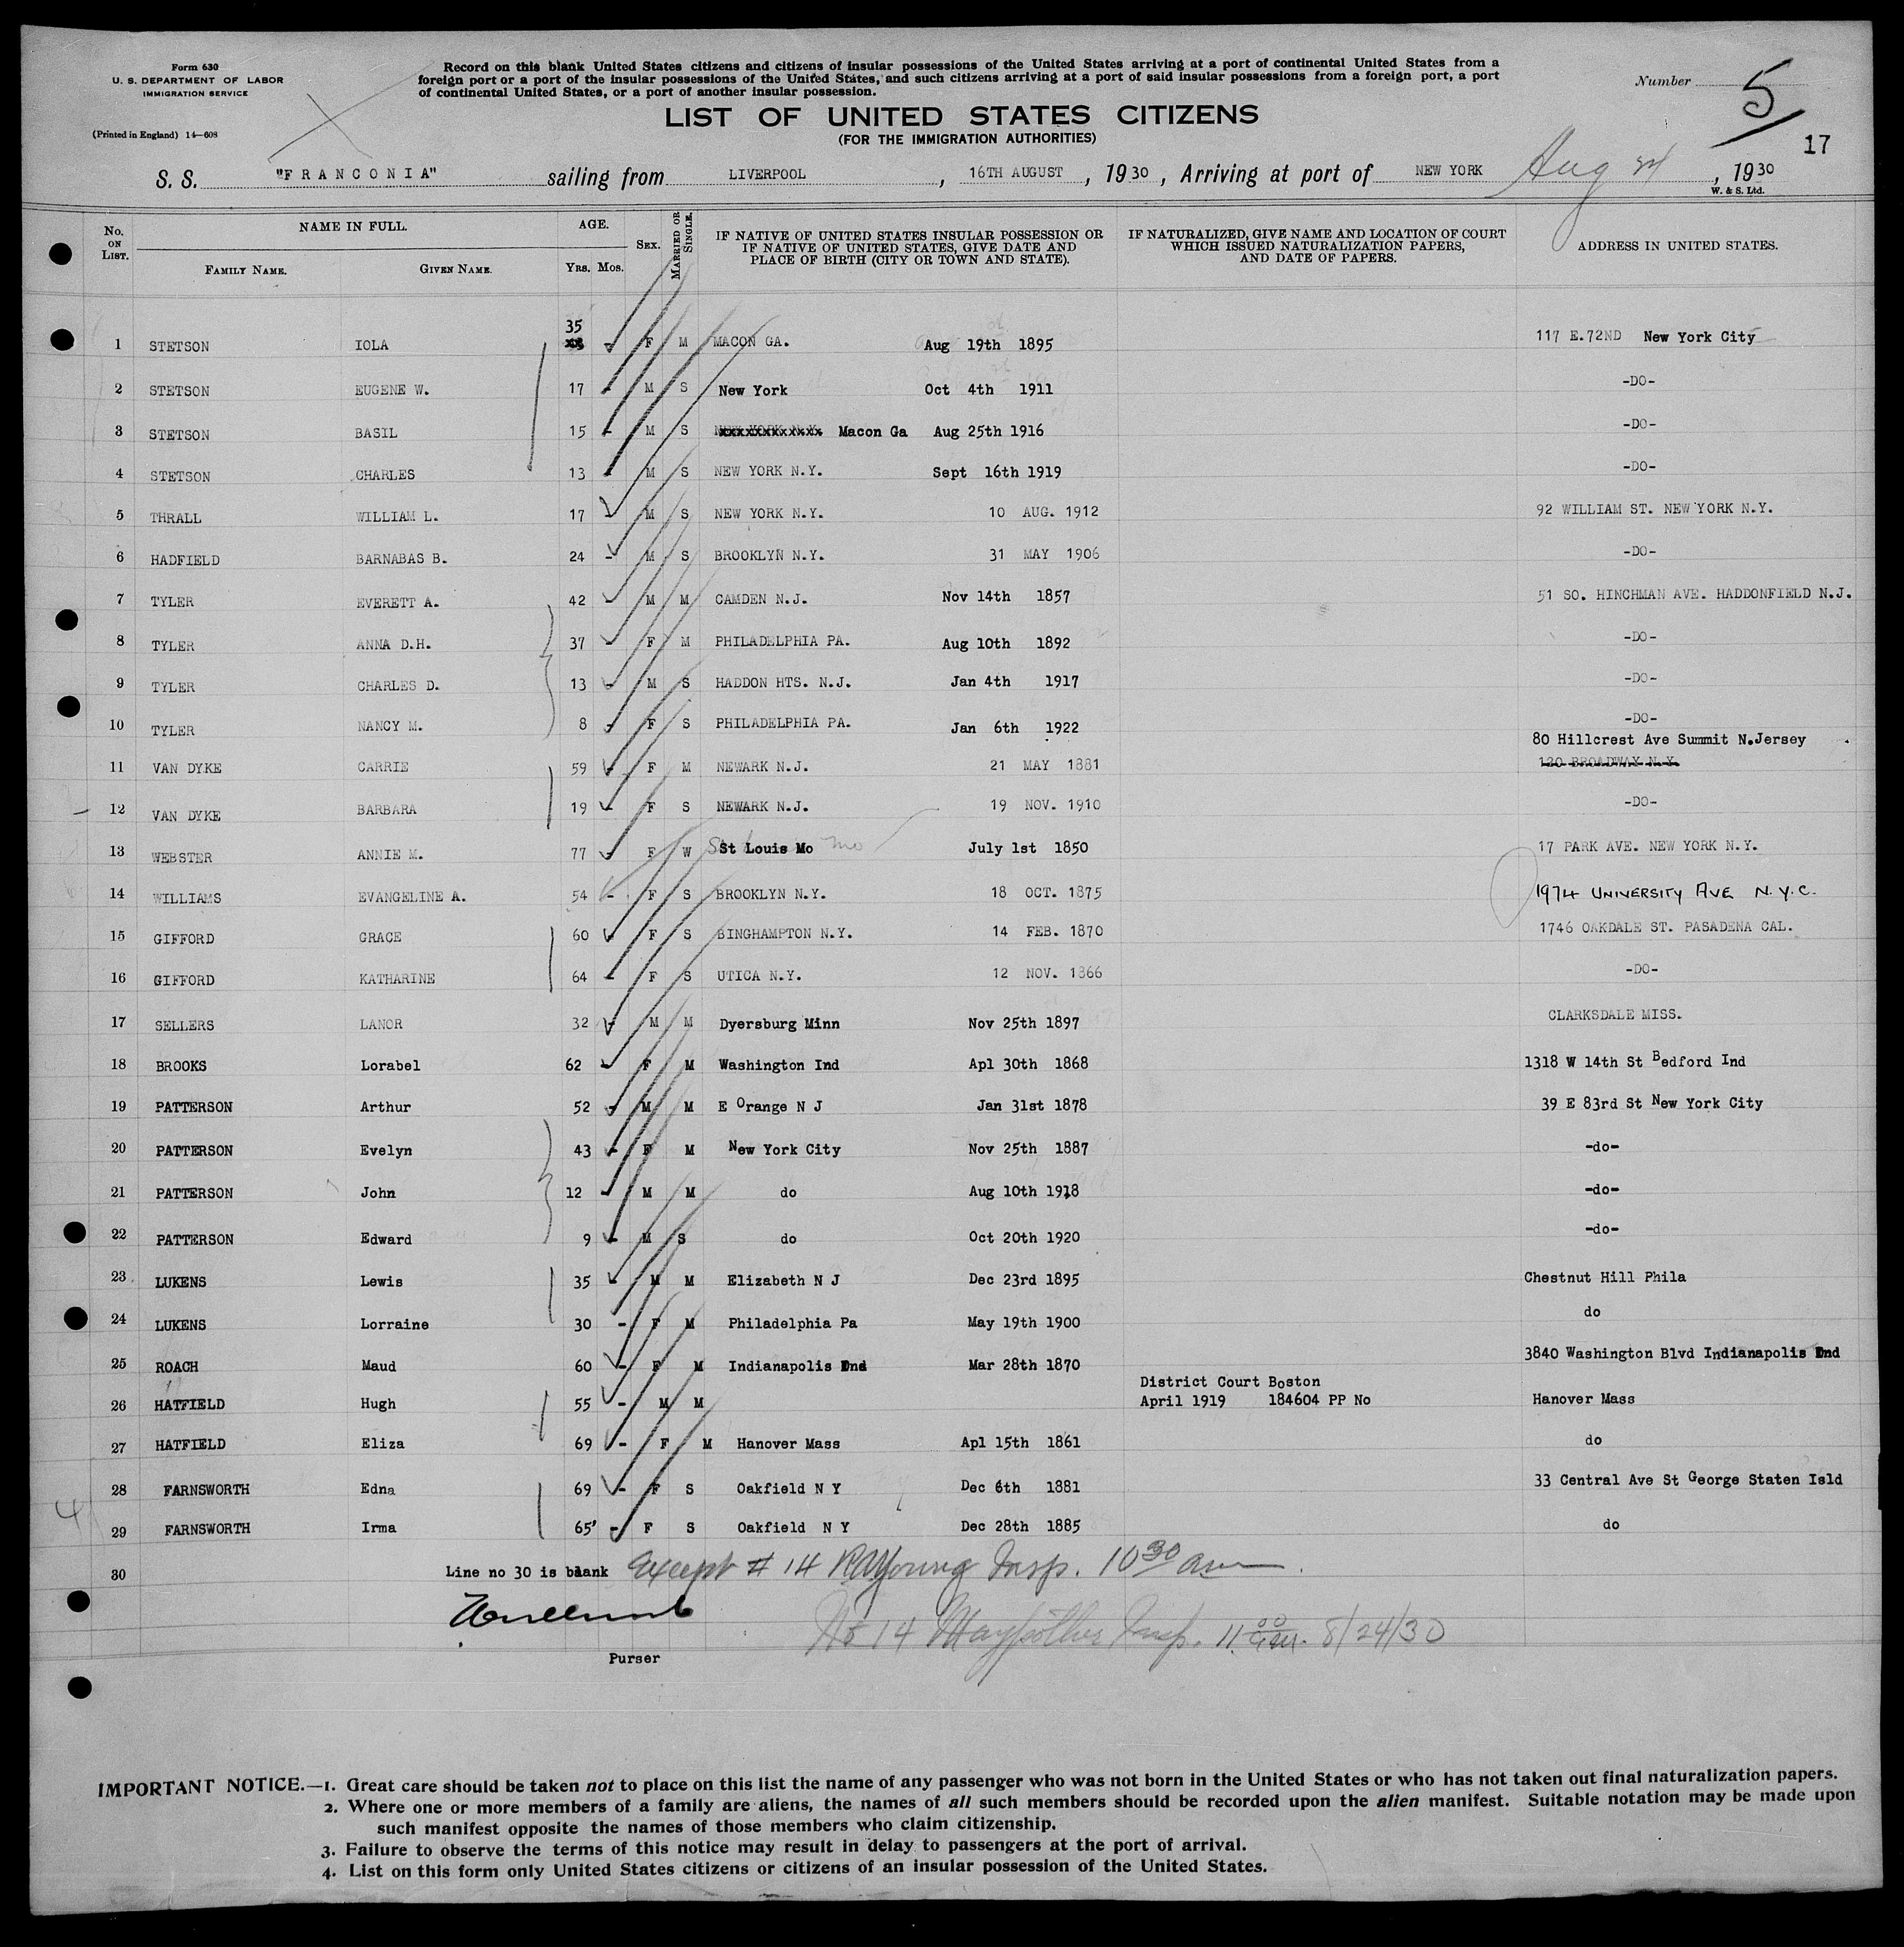 Form 630
U. S. DEPARTMENT OF LABOR
IMMIGRATION SERVICE
(Printed in England) 14—608
Record on this blank United States citizens and citizens of insular possessions of the United States arriving at a port of continental United States from a
foreign port or a port of the insular possessions of the United States, and such citizens arriving at a port of said insular possessions from a foreign port, a port
of continental United States, or a port of another insular possession.
Number 5
LIST OF UNITED STATES CITIZENS
(FOR THE IMMIGRATION AUTHORITIES)
17
S. S. "FRANCONIA" sailing from LIVERPOOL, 16TH AUGUST, 1930, Arriving at port of NEW YORK Aug 24, 1930
W. & S. Ltd.
No. ON LIST. NAME IN FULL. FAMILY NAME. GIVEN NAME. AGE. YRS. MOS. SEX. MARRIED OR SINGLE. IF NATIVE OF UNITED STATES INSULAR POSSESSION OR IF NATIVE OF UNITED STATES, GIVE DATE AND PLACE OF BIRTH (CITY OR TOWN AND STATE). IF NATURALIZED, GIVE NAME AND LOCATION OF COURT WHICH ISSUED NATURALIZATION PAPERS, AND DATE OF PAPERS. ADDRESS IN UNITED STATES.
1 STETSON IOLA 35 - F M MACON GA. Aug 19th 1895 117 E.72ND New York City
2 STETSON EUGENE W. 17 - M S New York Oct 4th 1911 -DO-
3 STETSON BASIL 15 - M S Macon Ga Aug 25th 1916 -DO-
4 STETSON CHARLES 13 - M S NEW YORK N.Y. Sept 16th 1919 -DO-
5 THRALL WILLIAM L. 17 - M S NEW YORK N.Y. 10 AUG. 1912 92 WILLIAM ST. NEW YORK N.Y.
6 HADFIELD BARNABAS B. 24 - M S BROOKLYN N.Y. 31 MAY 1906 -DO-
7 TYLER EVERETT A. 42 - M M CAMDEN N.J. Nov 14th 1857 51 SO. HINCHMAN AVE. HADDONFIELD N.J.
8 TYLER ANNA D.H. 37 - F M PHILADELPHIA PA. Aug 10th 1892 -DO-
9 TYLER CHARLES D. 13 - M S HADDON HTS. N.J. Jan 4th 1917 -DO-
10 TYLER NANCY M. 8 - F S PHILADELPHIA PA. Jan 6th 1922 -DO-
80 Hillcrest Ave Summit N.Jersey
11 VAN DYKE CARRIE 59 - F M NEWARK N.J. 21 MAY 1881 120 BROADWAY N.Y.
12 VAN DYKE BARBARA 19 - F S NEWARK N.J. 19 NOV. 1910 -DO-
13 WEBSTER ANNIE M. 77 - F W St Louis Mo mo July 1st 1850 17 PARK AVE. NEW YORK N.Y.
14 WILLIAMS EVANGELINE A. 54 - F S BROOKLYN N.Y. 18 OCT. 1875 1974 UNIVERSITY AVE N.Y.C.
15 GIFFORD GRACE 60 - F S BINGHAMPTON N.Y. 14 FEB. 1870 1746 OAKDALE ST. PASADENA CAL.
16 GIFFORD KATHARINE 64 - F S UTICA N.Y. 12 NOV. 1866 -DO-
17 SELLERS LANOR 32 - M M Dyersburg Minn Nov 25th 1897 CLARKSDALE MISS.
18 BROOKS Lorabel 62 - F M Washington Ind Apl 30th 1868 1318 W 14th St Bedford Ind
19 PATTERSON Arthur 52 - M M E Orange N J Jan 31st 1878 39 E 83rd St New York City
20 PATTERSON Evelyn 43 - F M New York City Nov 25th 1887 -do-
21 PATTERSON John 12 - M M do Aug 10th 1918 -do-
22 PATTERSON Edward 9 - M S do Oct 20th 1920 -do-
23 LUKENS Lewis 35 - M M Elizabeth N J Dec 23rd 1895 Chestnut Hill Phila
24 LUKENS Lorraine 30 - F M Philadelphia Pa May 19th 1900 do
25 ROACH Maud 60 - F M Indianapolis Ind Mar 28th 1870 3840 Washington Blvd Indianapolis Ind
District Court Boston
26 HATFIELD Hugh 55 - M M April 1919 184604 PP No Hanover Mass
27 HATFIELD Eliza 69 - F M Hanover Mass Apl 15th 1861 do
28 FARNSWORTH Edna 69 - F S Oakfield N Y Dec 6th 1881 33 Central Ave St George Staten Isld
29 FARNSWORTH Irma 65 - F S Oakfield N Y Dec 28th 1885 do
30 Line no 30 is blank Except # 14 RAYoung Insp. 10 30 am
No 14 Insp. 11 00 am. 8/24/30
Purser
IMPORTANT NOTICE.—1. Great care should be taken not to place on this list the name of any passenger who was not born in the United States or who has not taken out final naturalization papers.
2. Where one or more members of a family are aliens, the names of all such members should be recorded upon the alien manifest. Suitable notation may be made upon
such manifest opposite the names of those members who claim citizenship.
3. Failure to observe the terms of this notice may result in delay to passengers at the port of arrival.
4. List on this form only United States citizens or citizens of an insular possession of the United States.